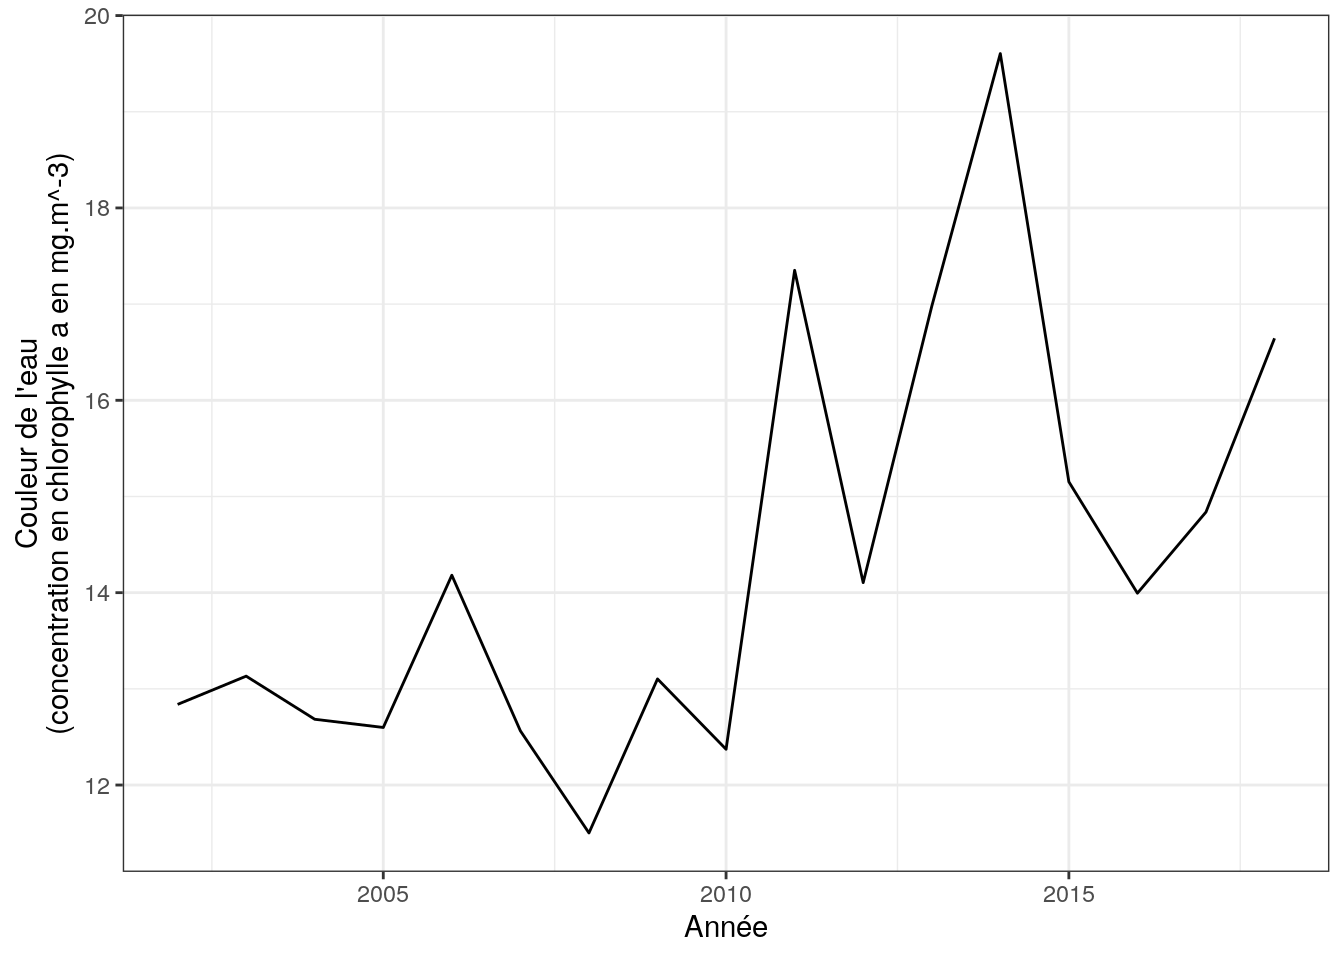 Couleur de l'eau
(concentration en chlorophylle a en mg.m^-3)
20
18
16
14
12
2005
2010
2015
Année